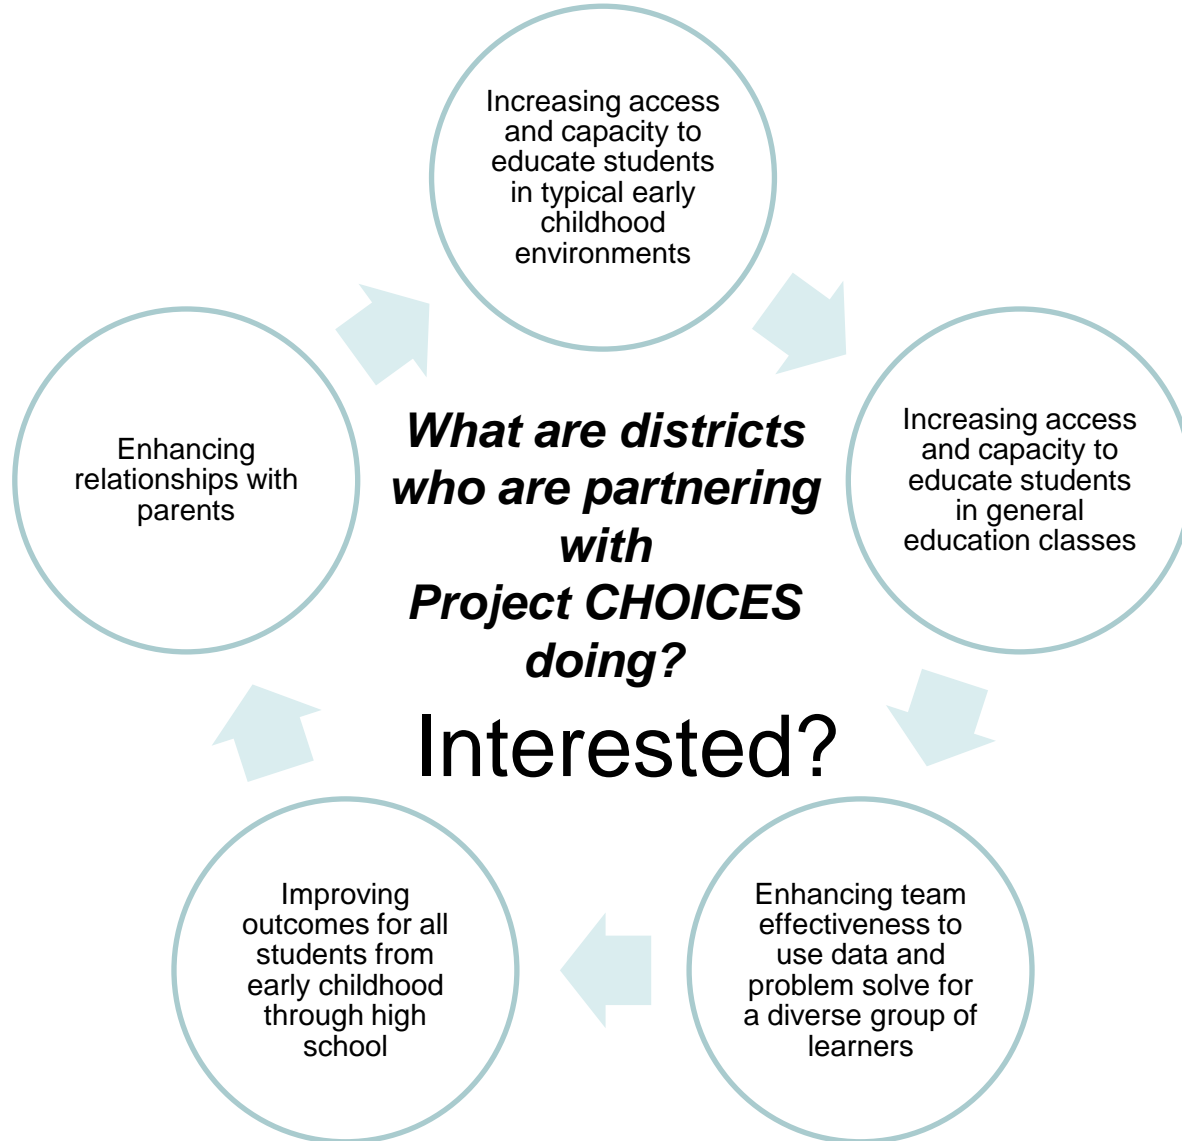 Increasing access
and capacity to
educate students
in typical early
childhood
environments
Increasing access
and capacity to
educate students
in general
education classes
Enhancing team
effectiveness to
use data and
problem solve for
a diverse group of
learners
Improving
outcomes for all
students from
early childhood
through high
school
Enhancing
relationships with
parents
What are districts
who are partnering
with
Project CHOICES
doing?
Interested?